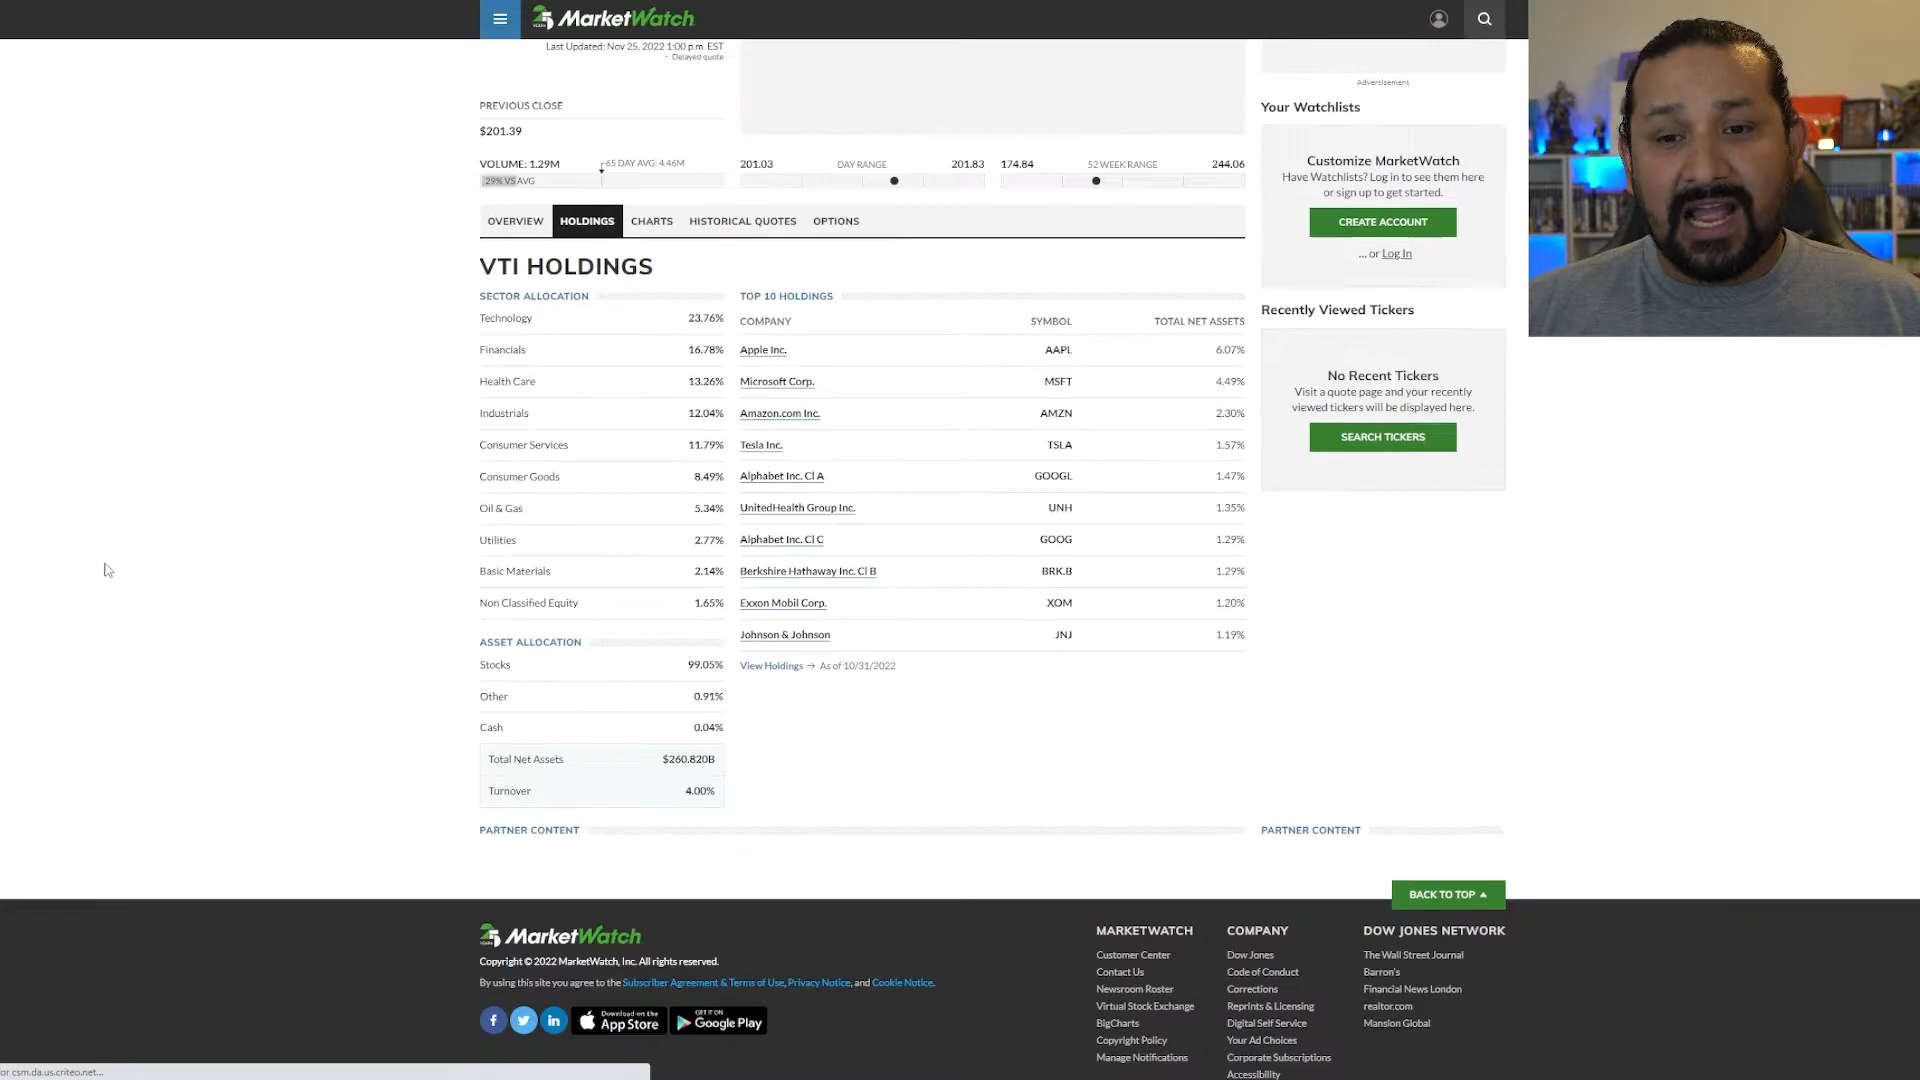 MarketWatch
Last Updated: Nov 25, 2022 1:00 p.m. EST
- Delayed quote
PREVIOUS CLOSE
$201.39
VOLUME: 1.29M
65 DAY AVG: 4.46M
29% VS AVG
201.03 DAY RANGE 201.83
174.84 52 WEEK RANGE 244.06
OVERVIEW HOLDINGS CHARTS HISTORICAL QUOTES OPTIONS
VTI HOLDINGS
SECTOR ALLOCATION
Technology 23.76%
Financials 16.78%
Health Care 13.26%
Industrials 12.04%
Consumer Services 11.79%
Consumer Goods 8.49%
Oil & Gas 5.34%
Utilities 2.77%
Basic Materials 2.14%
Non Classified Equity 1.65%
ASSET ALLOCATION
Stocks 99.05%
Other 0.91%
Cash 0.04%
Total Net Assets $260.820B
Turnover 4.00%
TOP 10 HOLDINGS
COMPANY SYMBOL TOTAL NET ASSETS
Apple Inc. AAPL 6.07%
Microsoft Corp. MSFT 4.49%
Amazon.com Inc. AMZN 2.30%
Tesla Inc. TSLA 1.57%
Alphabet Inc. Cl A GOOGL 1.47%
UnitedHealth Group Inc. UNH 1.35%
Alphabet Inc. Cl C GOOG 1.29%
Berkshire Hathaway Inc. Cl B BRK.B 1.29%
Exxon Mobil Corp. XOM 1.20%
Johnson & Johnson JNJ 1.19%
View Holdings → As of 10/31/2022
Advertisement
Your Watchlists
Customize MarketWatch
Have Watchlists? Log in to see them here
or sign up to get started.
CREATE ACCOUNT
... or Log In
Recently Viewed Tickers
No Recent Tickers
Visit a quote page and your recently
viewed tickers will be displayed here.
SEARCH TICKERS
PARTNER CONTENT
PARTNER CONTENT
BACK TO TOP
MarketWatch
Copyright © 2022 MarketWatch, Inc. All rights reserved.
By using this site you agree to the Subscriber Agreement & Terms of Use, Privacy Notice, and Cookie Notice.
Download on the
App Store
GET IT ON
Google Play
MARKETWATCH
Customer Center
Contact Us
Newsroom Roster
Virtual Stock Exchange
BigCharts
Copyright Policy
Manage Notifications
COMPANY
Dow Jones
Code of Conduct
Corrections
Reprints & Licensing
Digital Self Service
Your Ad Choices
Corporate Subscriptions
Accessibility
DOW JONES NETWORK
The Wall Street Journal
Barron's
Financial News London
realtor.com
Mansion Global
or csm.da.us.criteo.net...